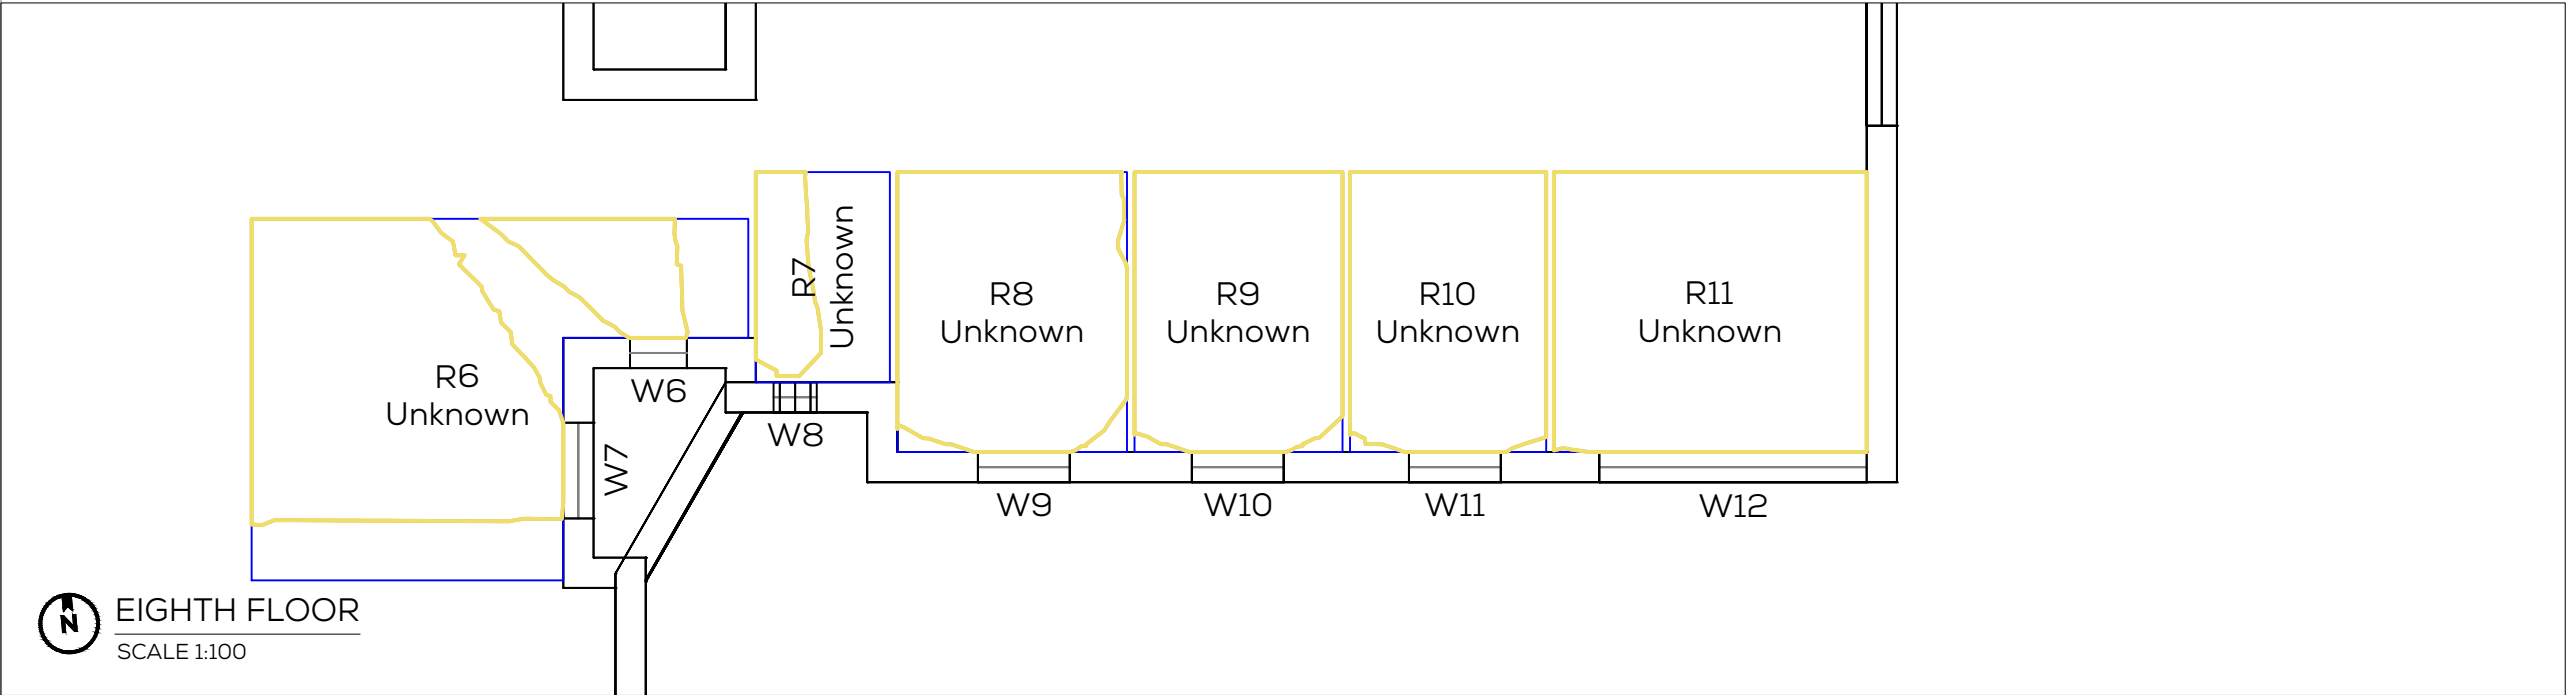 R6
Unknown
W6
W7
R7
Unknown
W8
R8
Unknown
W9
R9
Unknown
W10
R10
Unknown
W11
R11
Unknown
W12
N
EIGHTH FLOOR
SCALE 1:100